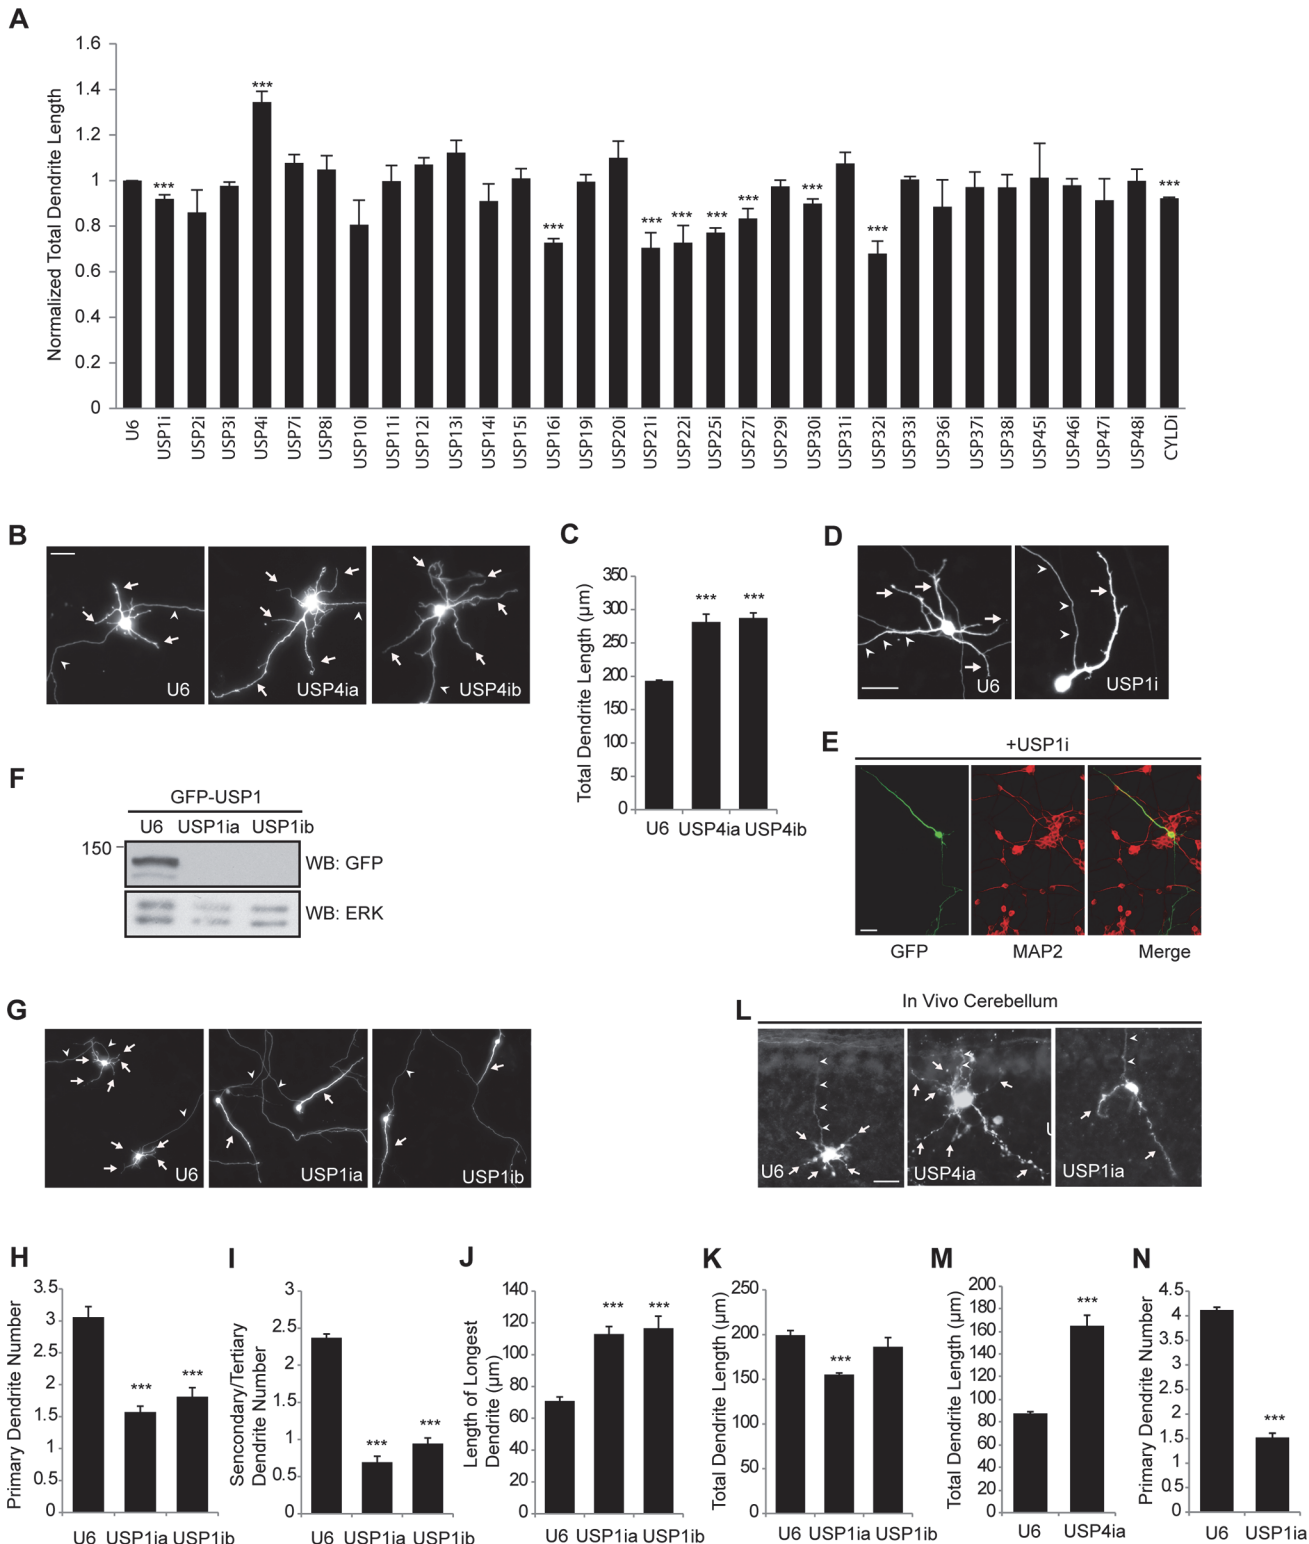 A
Normalized Total Dendrite Length
1.6
1.4
1.2
1
0.8
0.6
0.4
0.2
0
***
***
***
***
***
***
***
***
***
***
U6
USP1i
USP2i
USP3i
USP4i
USP7i
USP8i
USP10i
USP11i
USP12i
USP13i
USP14i
USP15i
USP16i
USP19i
USP20i
USP21i
USP22i
USP25i
USP27i
USP29i
USP30i
USP31i
USP32i
USP33i
USP36i
USP37i
USP38i
USP45i
USP46i
USP47i
USP48i
CYLDi
B
U6
USP4ia
USP4ib
C
Total Dendrite Length (µm)
350
300
250
200
150
100
50
0
***
***
U6 USP4ia USP4ib
D
U6
USP1i
E
+USP1i
GFP
MAP2
Merge
F
GFP-USP1
U6 USP1ia USP1ib
150
WB: GFP
WB: ERK
G
U6
USP1ia
USP1ib
L
In Vivo Cerebellum
U6
USP4ia
U
USP1ia
H
Primary Dendrite Number
3.5
3
2.5
2
1.5
1
0.5
0
***
***
U6 USP1ia USP1ib
I
Sencondary/Tertiary
Dendrite Number
3
2.5
2
1.5
1
0.5
0
***
***
U6 USP1ia USP1ib
J
Length of Longest
Dendrite (µm)
140
120
100
80
60
40
20
0
***
***
U6 USP1ia USP1ib
K
Total Dendrite Length (µm)
250
200
150
100
50
0
***
U6 USP1ia USP1ib
M
Total Dendrite Length (µm)
200
180
160
140
120
100
80
60
40
20
0
***
U6 USP4ia
N
Primary Dendrite Number
4.5
4
3.5
3
2.5
2
1.5
1
0.5
0
***
U6 USP1ia